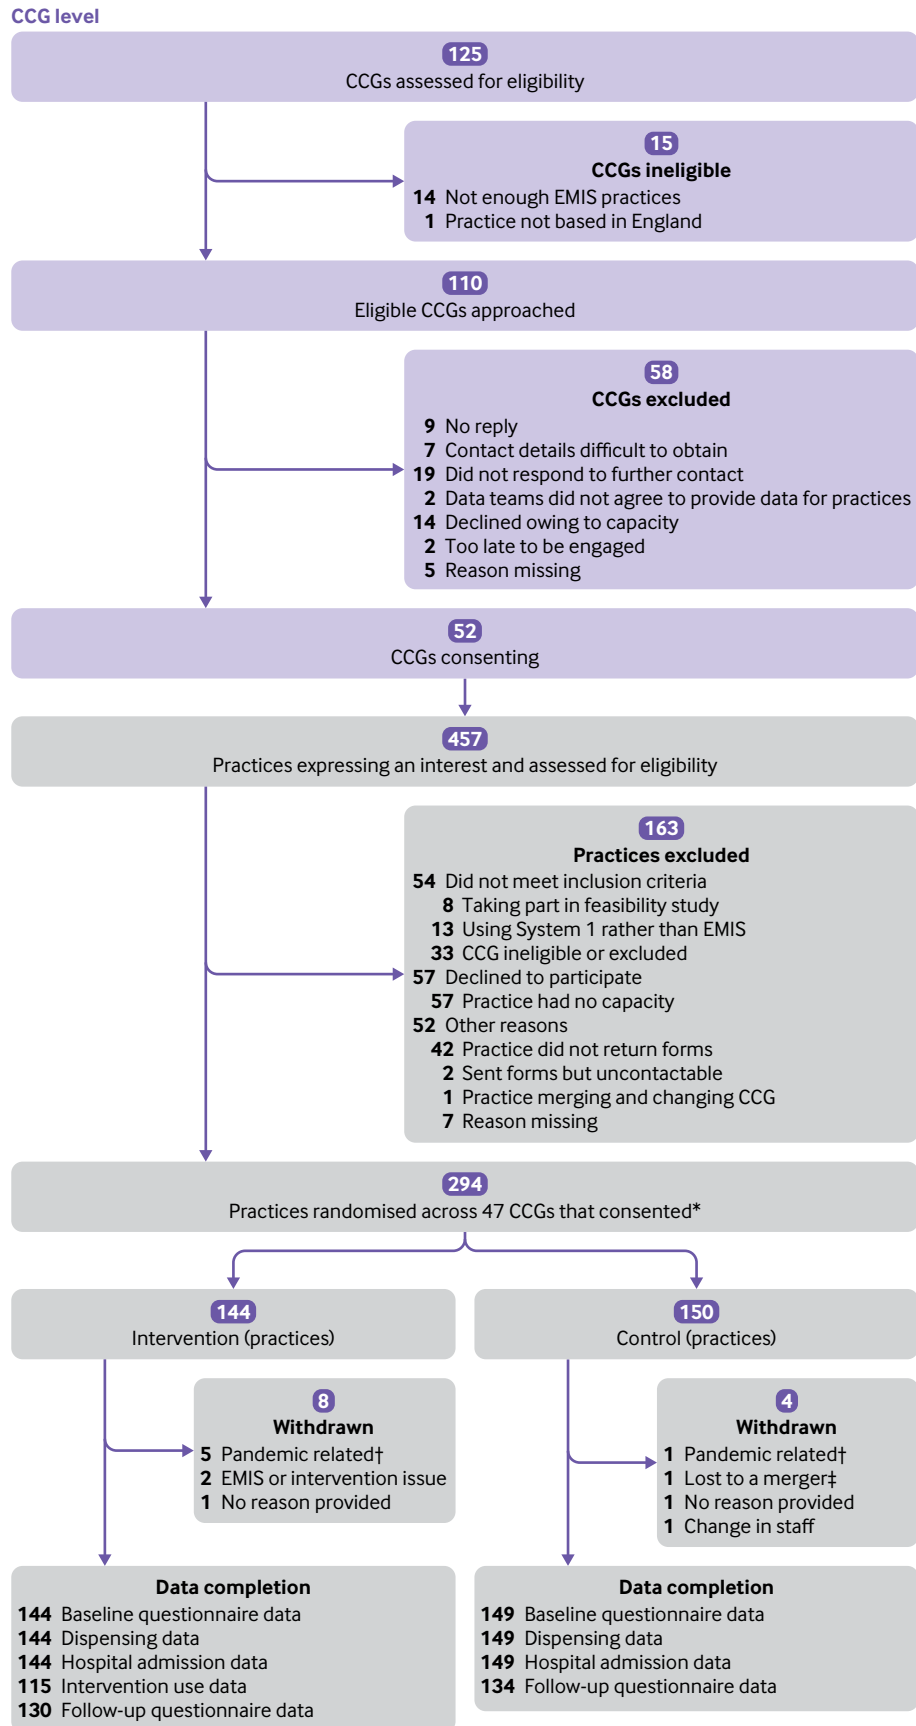 CCG level
125
CCGs assessed for eligibility
15
CCGs ineligible
14 Not enough EMIS practices
1 Practice not based in England
110
Eligible CCGs approached
58
CCGs excluded
9 No reply
7 Contact details difficult to obtain
19 Did not respond to further contact
2 Data teams did not agree to provide data for practices
14 Declined owing to capacity
2 Too late to be engaged
5 Reason missing
52
CCGs consenting
457
Practices expressing an interest and assessed for eligibility
163
Practices excluded
54 Did not meet inclusion criteria
8 Taking part in feasibility study
13 Using System 1 rather than EMIS
33 CCG ineligible or excluded
57 Declined to participate
57 Practice had no capacity
52 Other reasons
42 Practice did not return forms
2 Sent forms but uncontactable
1 Practice merging and changing CCG
7 Reason missing
294
Practices randomised across 47 CCGs that consented*
144
Intervention (practices)
8
Withdrawn
5 Pandemic related†
2 EMIS or intervention issue
1 No reason provided
Data completion
144 Baseline questionnaire data
144 Dispensing data
144 Hospital admission data
115 Intervention use data
130 Follow-up questionnaire data
150
Control (practices)
4
Withdrawn
1 Pandemic related†
1 Lost to a merger‡
1 No reason provided
1 Change in staff
Data completion
149 Baseline questionnaire data
149 Dispensing data
149 Hospital admission data
134 Follow-up questionnaire data